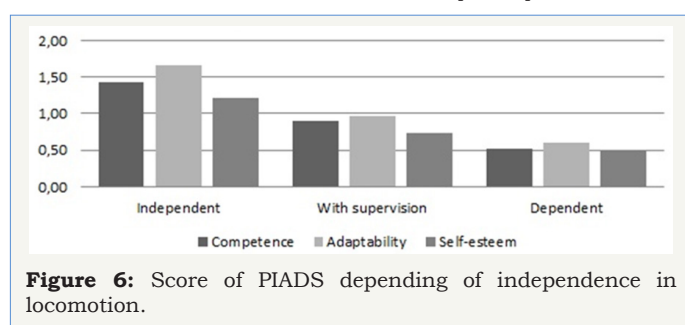 2,00
1,50
1,00
0,50
0,00
Independent With supervision Dependent
Competence Adaptability Self-esteem
Figure 6: Score of PIADS depending of independence in
locomotion.